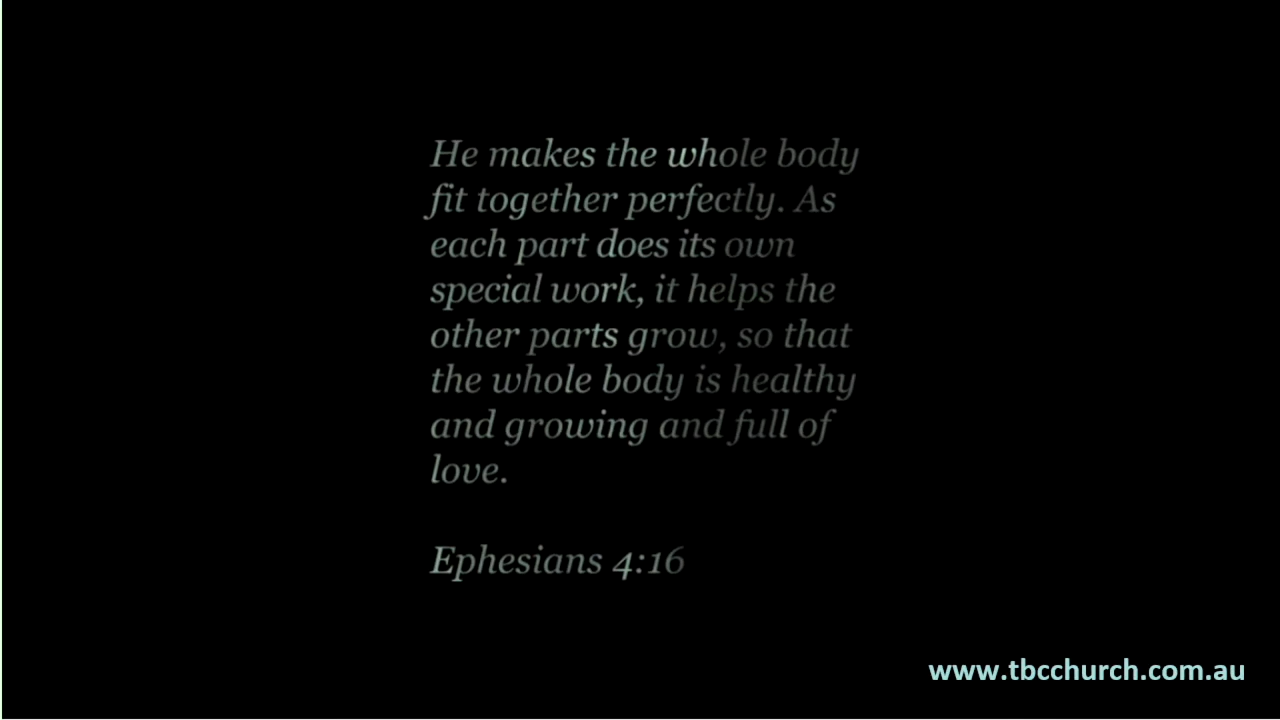 He makes the whole body
fit together perfectly. As
each part does its own
special work, it helps the
other parts grow, so that
the whole body is healthy
and growing and full of
love.
Ephesians 4:16
www.tbcchurch.com.au